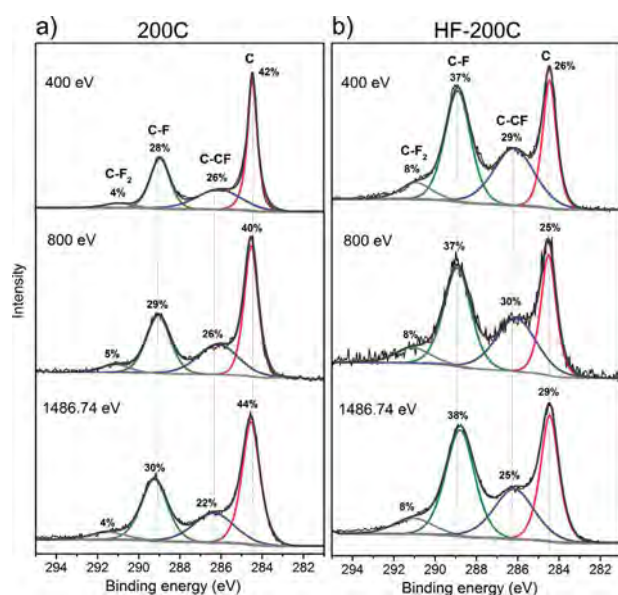 a) 200C
400 eV
C-F₂
4%
C-F
28%
C-CF
26%
C
42%
800 eV
5%
29%
26%
40%
1486.74 eV
4%
30%
22%
44%
294 292 290 288 286 284 282
Binding energy (eV)
Intensity
b) HF-200C
400 eV
C-F₂
8%
C-F
37%
C-CF
29%
C
26%
800 eV
8%
37%
30%
25%
1486.74 eV
8%
38%
25%
29%
294 292 290 288 286 284 282
Binding energy (eV)